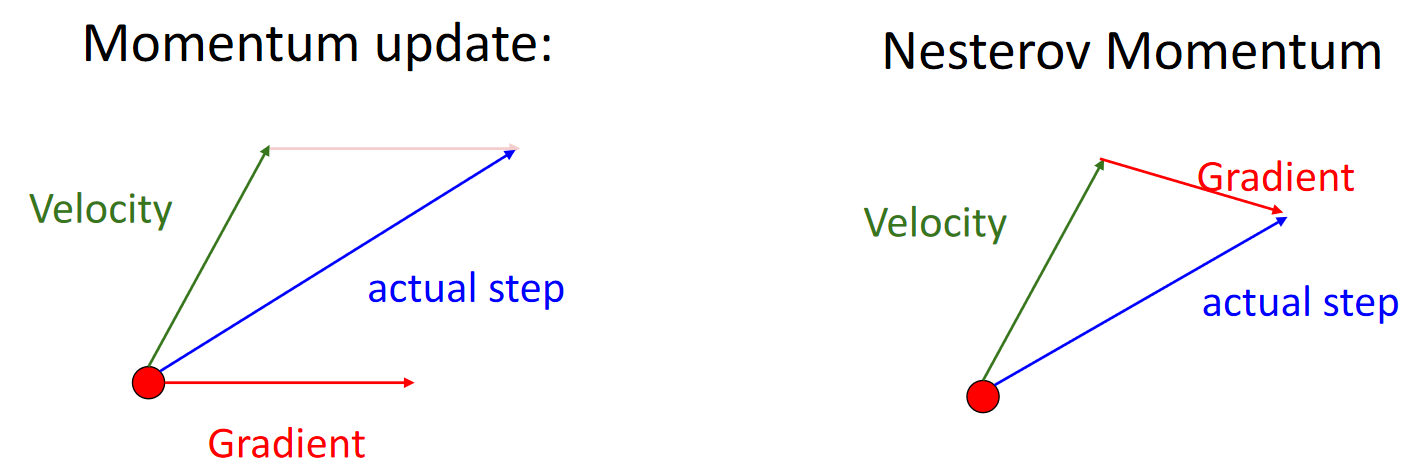 Momentum update:
Velocity
actual step
Gradient
Nesterov Momentum
Gradient
Velocity
actual step